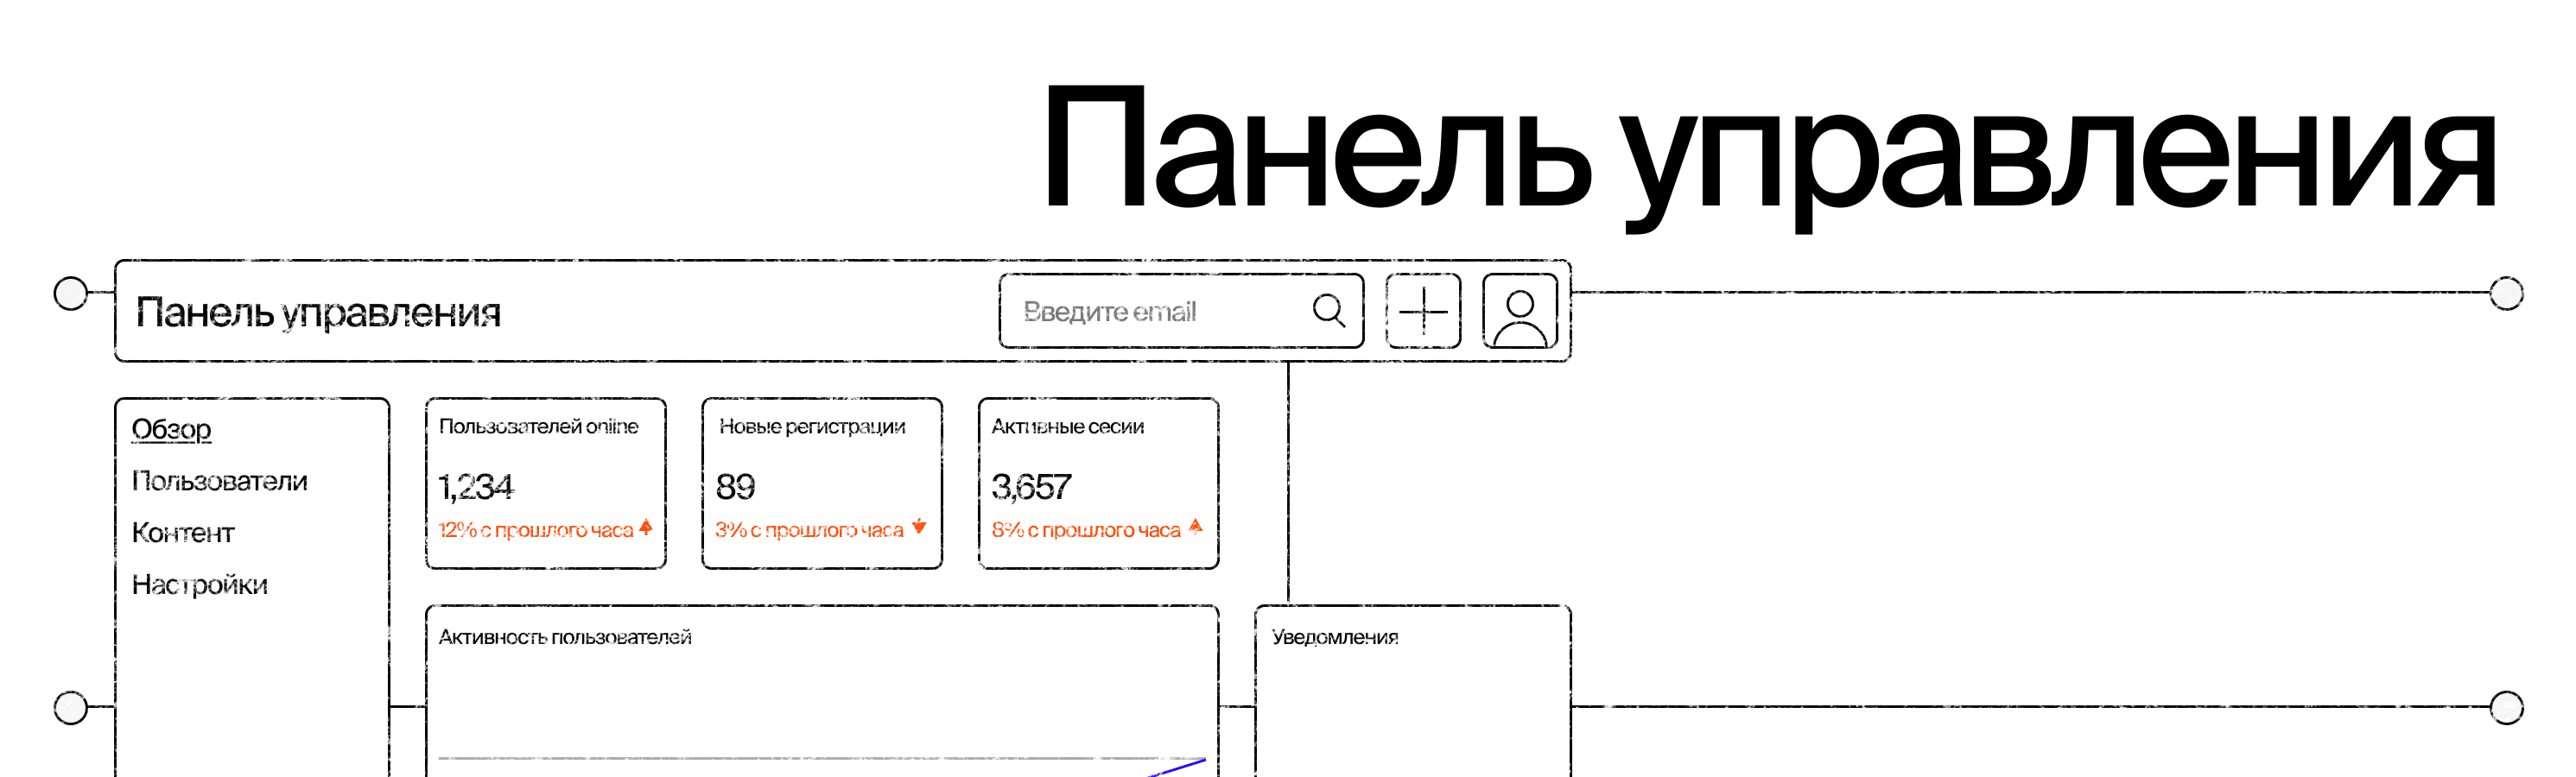 Панель управления
Панель управления
Введите email
Обзор
Пользователи
Контент
Настройки
Пользователей online
1,234
12% с прошлого часа
Новые регистрации
89
3% с прошлого часа
Активные сесии
3,657
8% с прошлого часа
Активность пользователей
Уведомления